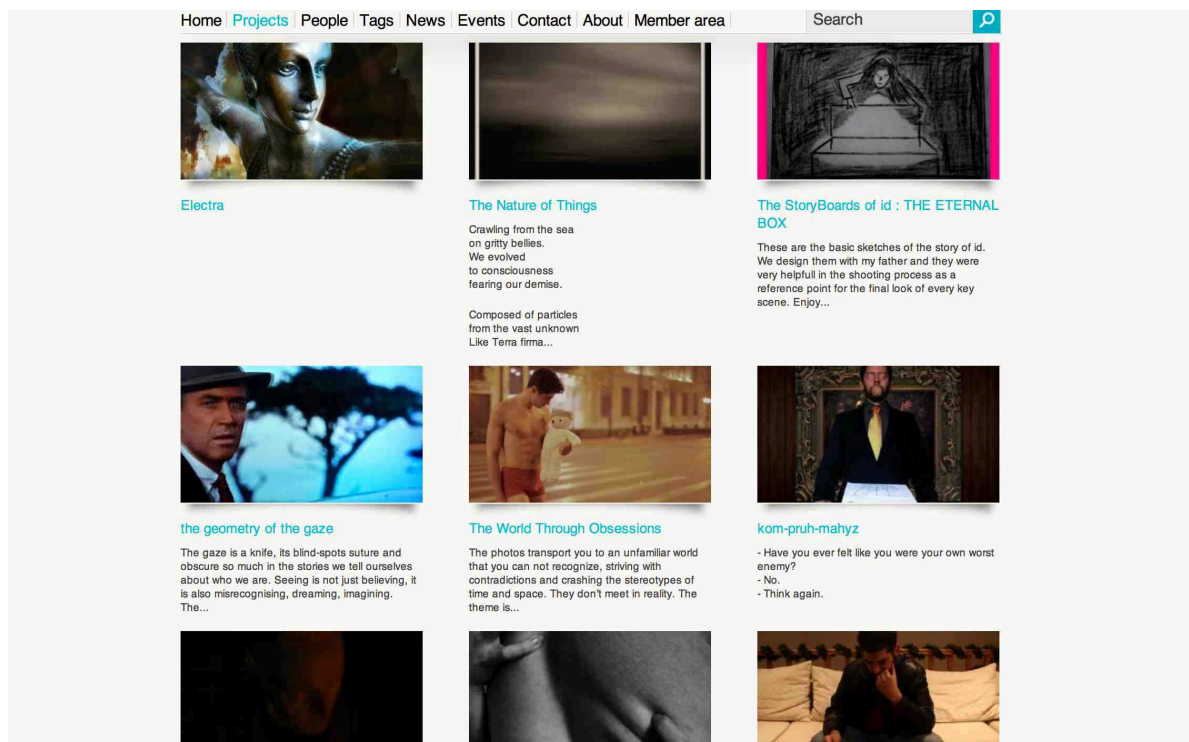 Home Projects People Tags News Events Contact About Member area Search
Electra
The Nature of Things
Crawling from the sea
on gritty bellies.
We evolved
to consciousness
fearing our demise.
Composed of particles
from the vast unknown
Like Terra firma...
The StoryBoards of id : THE ETERNAL
BOX
These are the basic sketches of the story of id.
We design them with my father and they were
very helpfull in the shooting process as a
reference point for the final look of every key
scene. Enjoy...
the geometry of the gaze
The gaze is a knife, its blind-spots suture and
obscure so much in the stories we tell ourselves
about who we are. Seeing is not just believing, it
is also misrecognising, dreaming, imagining.
The...
The World Through Obsessions
The photos transport you to an unfamiliar world
that you can not recognize, striving with
contradictions and crashing the stereotypes of
time and space. They don't meet in reality. The
theme is...
kom-pruh-mahyz
- Have you ever felt like you were your own worst
enemy?
- No.
- Think again.